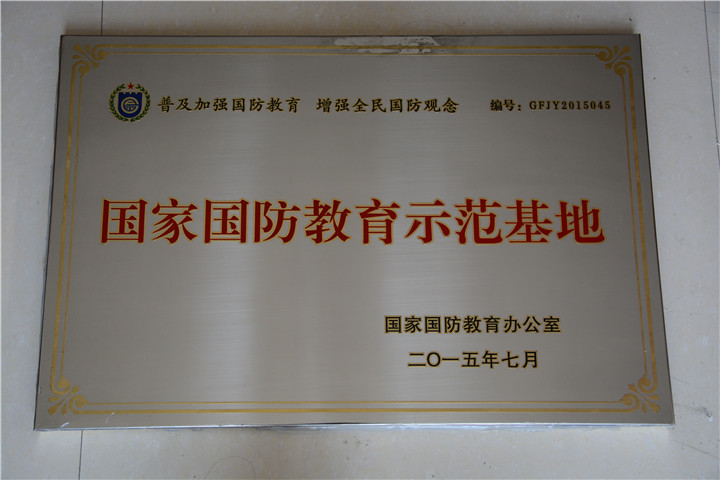 普及加强国防教育 增强全民国防观念 编号：GFJY2015045
国家国防教育示范基地
国家国防教育办公室
二〇一五年七月